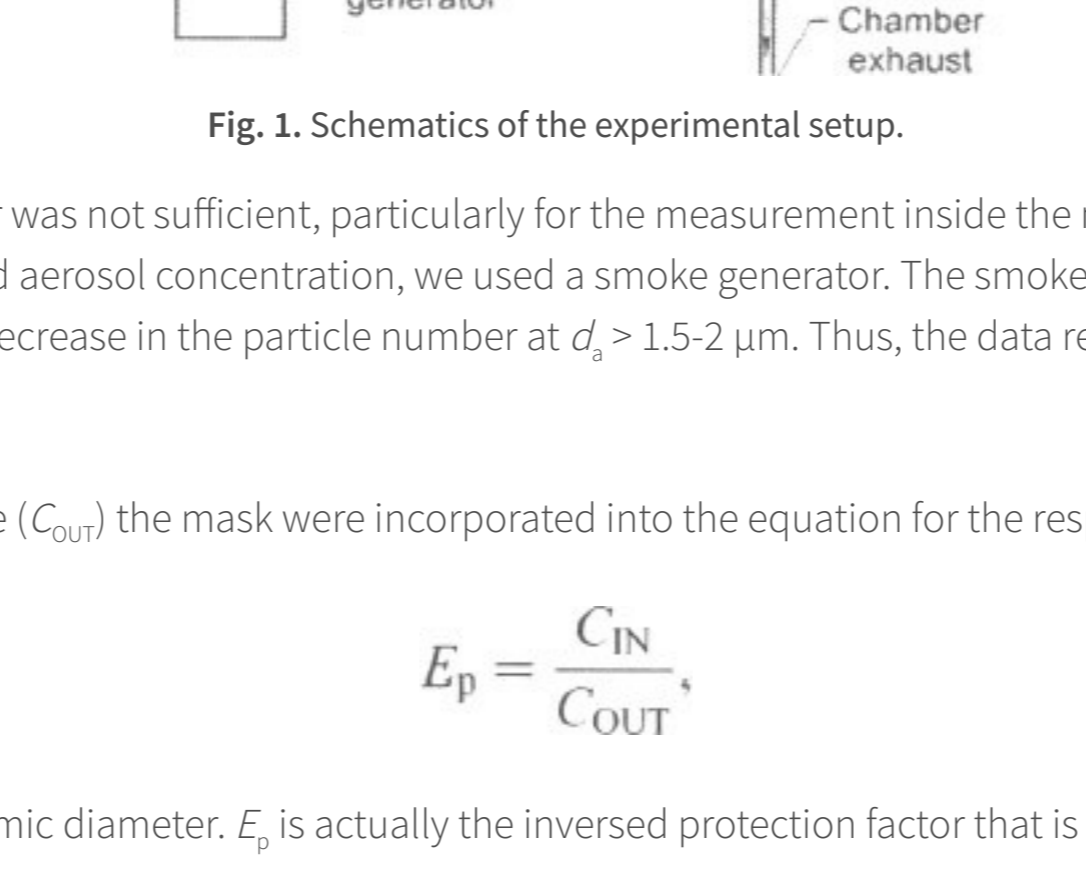 generator
Chamber
exhaust
Fig. 1. Schematics of the experimental setup.
was not sufficient, particularly for the measurement inside the
aerosol concentration, we used a smoke generator. The smoke
ecrease in the particle number at dₐ > 1.5-2 μm. Thus, the data re
e (C_OUT) the mask were incorporated into the equation for the res
E_p = C_IN / C_OUT,
mic diameter. E_p is actually the inversed protection factor that is